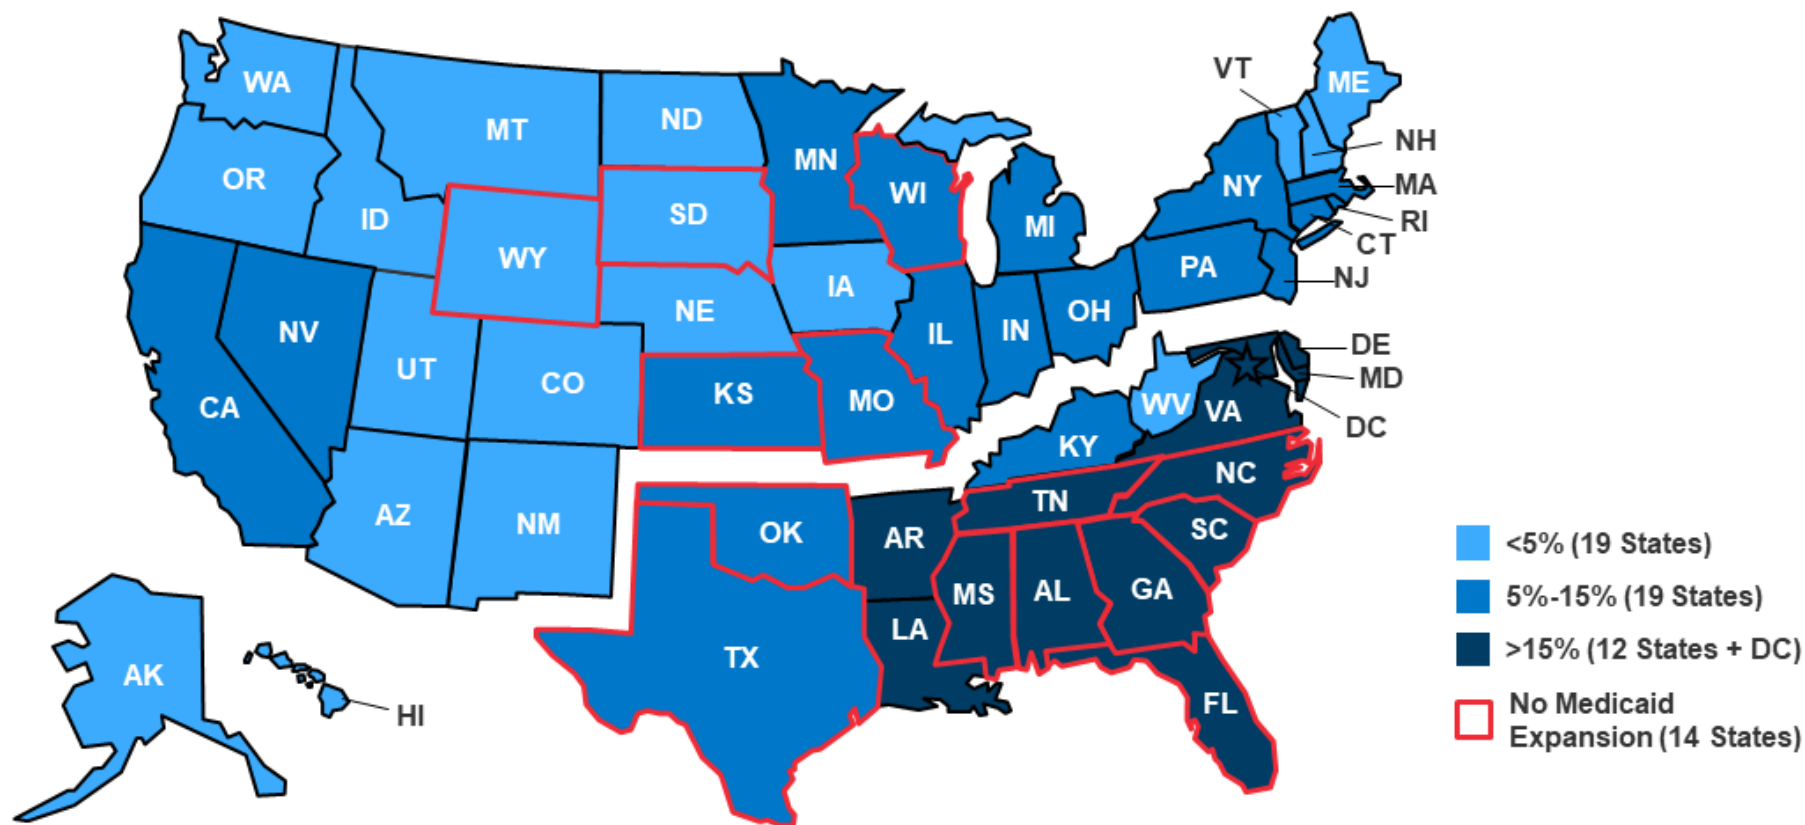 VT
ME
WA
MT
ND
NH
MN
OR
WI
NY
MA
SD
ID
MI
RI
CT
WY
PA
NJ
IA
NE
OH
NV
IL
IN
DE
UT
CO
MD
KS
MO
CA
WV
VA
DC
KY
NC
TN
AZ
NM
OK
AR
SC
<5% (19 States)
MS
AL
GA
5%-15% (19 States)
LA
>15% (12 States + DC)
TX
AK
FL
No Medicaid
Expansion (14 States)
HI